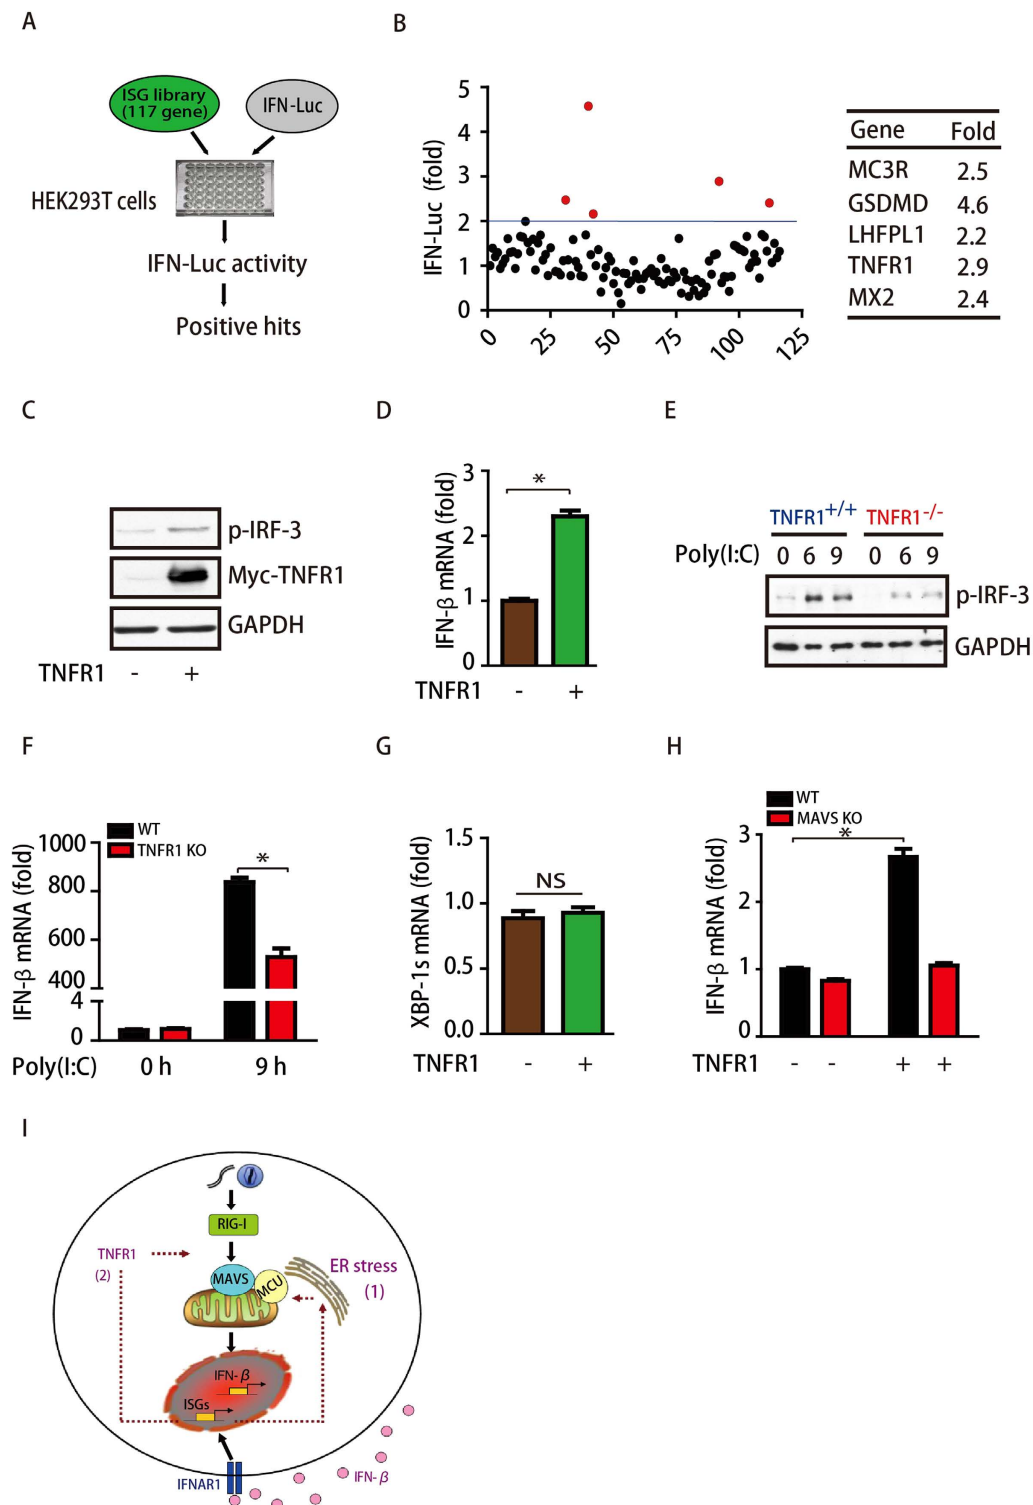 A
ISG library
(117 gene)
IFN-Luc
HEK293T cells
IFN-Luc activity
Positive hits
B
IFN-Luc (fold)
5
4
3
2
1
0
0 25 50 75 100 125
Gene Fold
MC3R 2.5
GSDMD 4.6
LHFPL1 2.2
TNFR1 2.9
MX2 2.4
C
p-IRF-3
Myc-TNFR1
GAPDH
TNFR1 - +
D
IFN-β mRNA (fold)
3
2
1
0
*
TNFR1 - +
E
TNFR1+/+ TNFR1-/-
Poly(I:C) 0 6 9 0 6 9
p-IRF-3
GAPDH
F
WT
TNFR1 KO
IFN-β mRNA (fold)
1000
800
600
400
4
0
*
Poly(I:C) 0 h 9 h
G
XBP-1s mRNA (fold)
1.5
1.0
0.5
0.0
NS
TNFR1 - +
H
WT
MAVS KO
IFN-β mRNA (fold)
3
2
1
0
*
TNFR1 - - + +
I
RIG-I
TNFR1
(2)
MAVS
MCU
ER stress
(1)
IFN-β
ISGs
IFNAR1
IFN-β